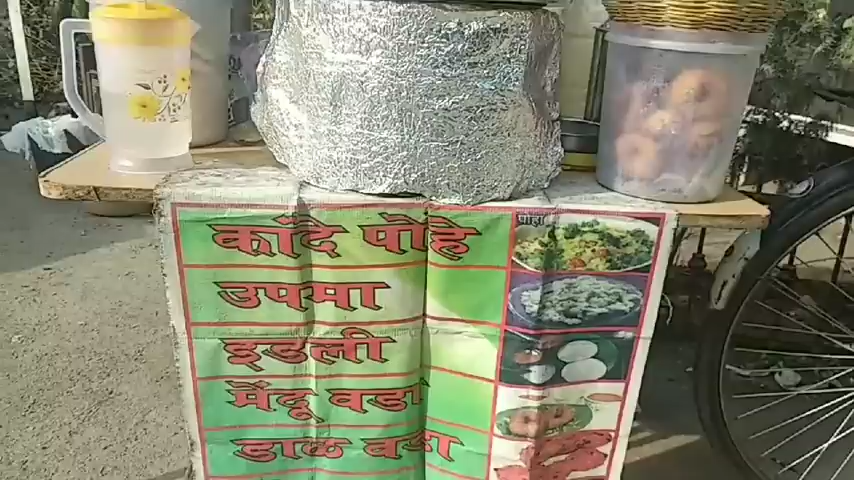 कांदे पोहे
पोहा
उपमा
इडली
मेंदू वडा
डाळ वडा